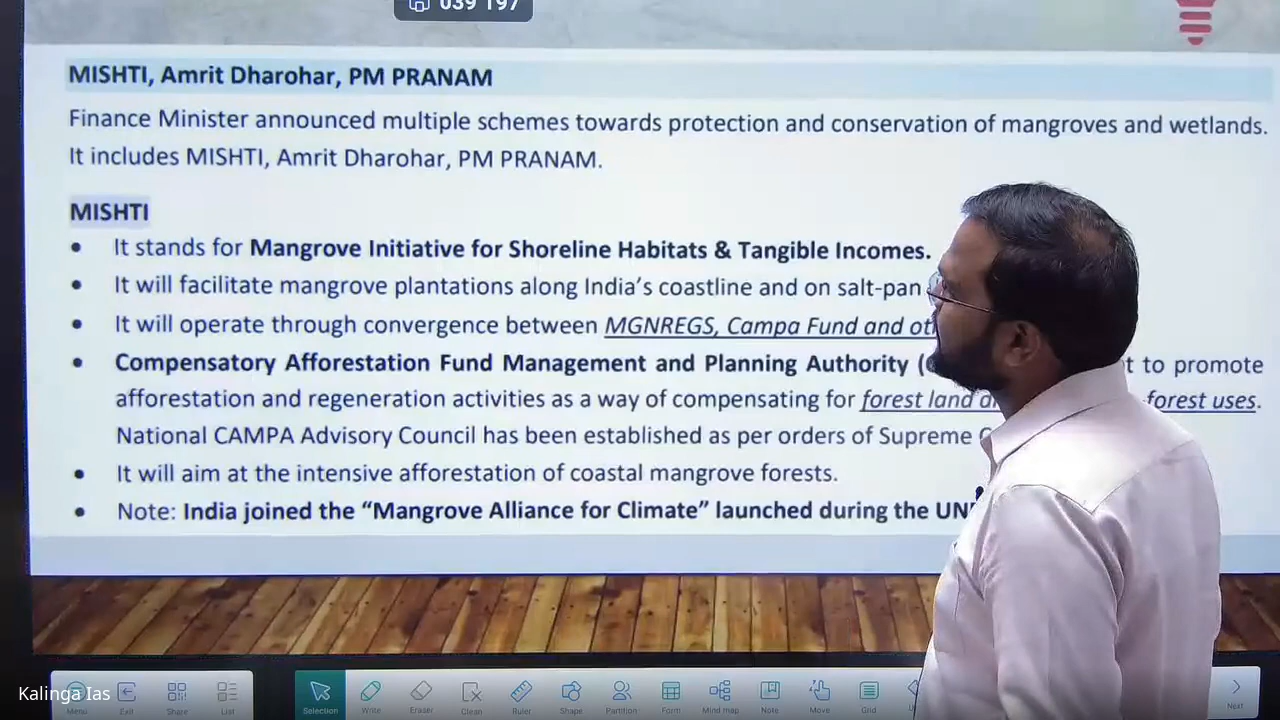 039 197
MISHTI, Amrit Dharohar, PM PRANAM
Finance Minister announced multiple schemes towards protection and conservation of mangroves and wetlands.
It includes MISHTI, Amrit Dharohar, PM PRANAM.
MISHTI
• It stands for Mangrove Initiative for Shoreline Habitats & Tangible Incomes.
• It will facilitate mangrove plantations along India's coastline and on salt-pan
• It will operate through convergence between MGNREGS, Campa Fund and
• Compensatory Afforestation Fund Management and Planning Authority ( to promote
afforestation and regeneration activities as a way of compensating for forest land forest uses.
National CAMPA Advisory Council has been established as per orders of Supreme
• It will aim at the intensive afforestation of coastal mangrove forests.
• Note: India joined the “Mangrove Alliance for Climate” launched during the
Kalinga Ias
Menu Exit Share List Selection Write Eraser Clean Ruler Shape Partition Form Mind map Note Move Grid Next